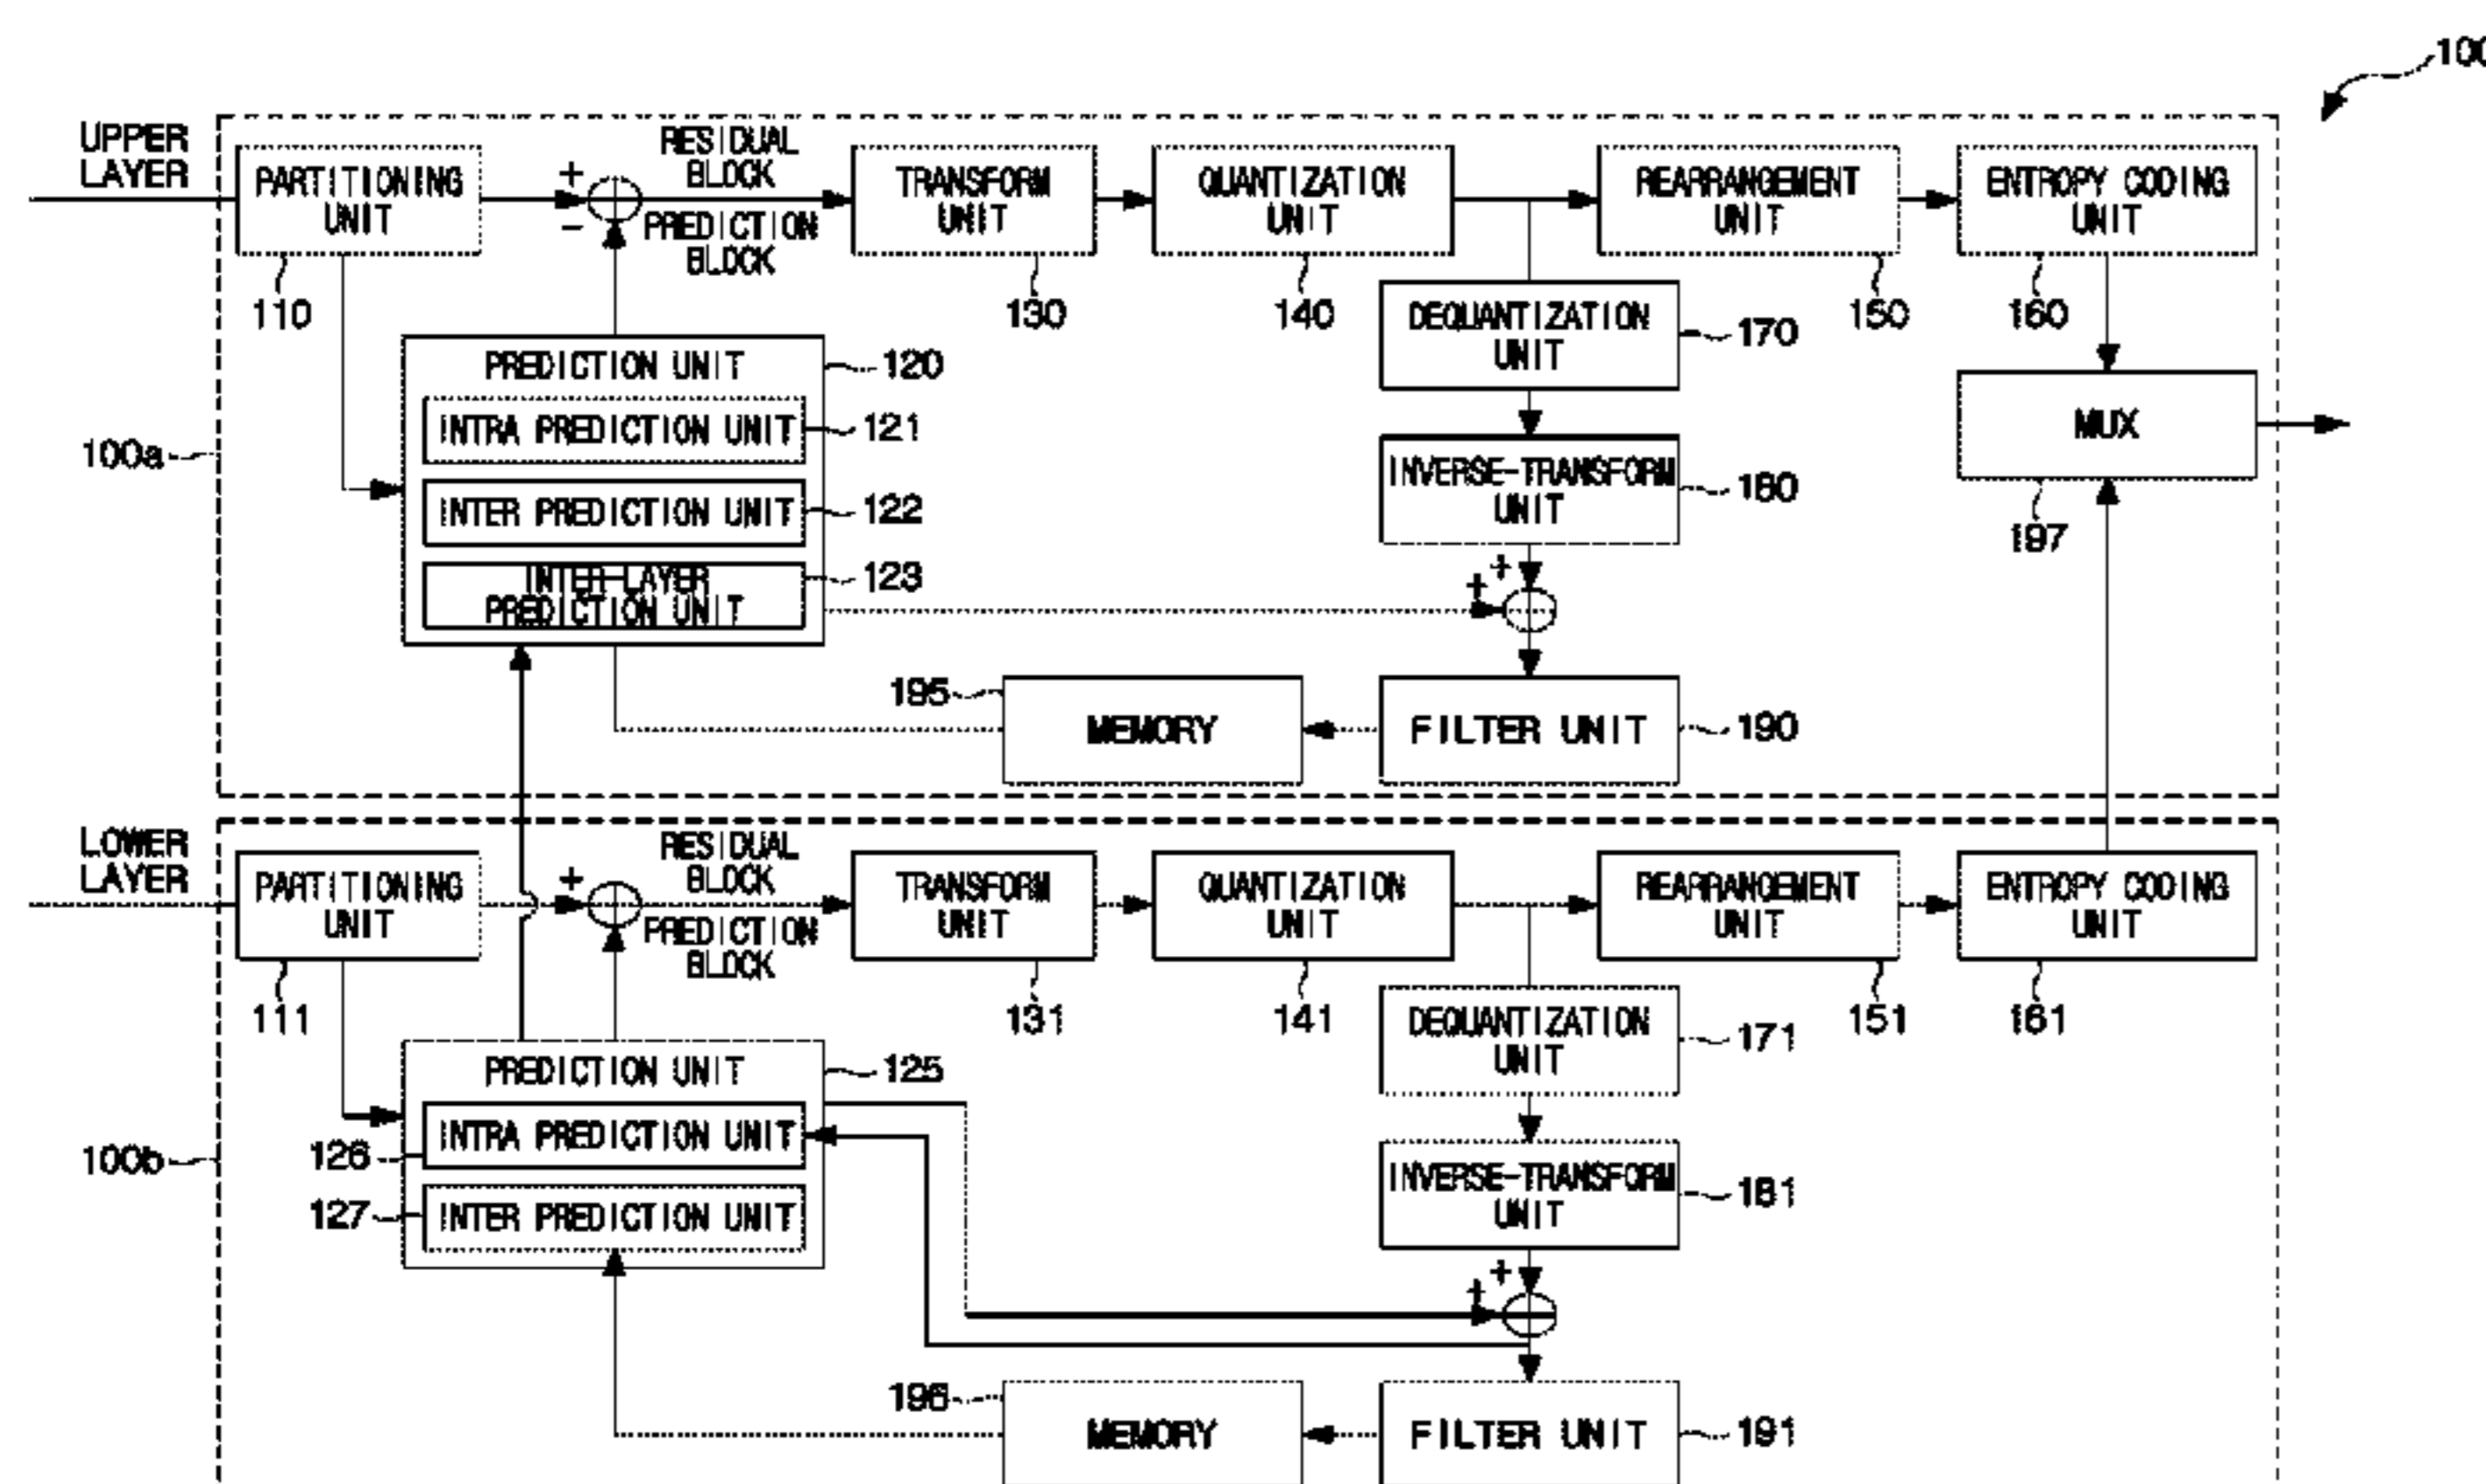 100
UPPER
LAYER
PARTITIONING
UNIT
+
−
RESIDUAL
BLOCK
PREDICTION
BLOCK
TRANSFORM
UNIT
QUANTIZATION
UNIT
REARRANGEMENT
UNIT
ENTROPY CODING
UNIT
110
130
140
150
160
DEQUANTIZATION
UNIT
170
PREDICTION UNIT
120
INTRA PREDICTION UNIT
121
INTER PREDICTION UNIT
122
INTER-LAYER
PREDICTION UNIT
123
MUX
197
100a
INVERSE-TRANSFORM
UNIT
180
+
+
195
MEMORY
FILTER UNIT
190
LOWER
LAYER
PARTITIONING
UNIT
+
RESIDUAL
BLOCK
PREDICTION
BLOCK
TRANSFORM
UNIT
QUANTIZATION
UNIT
REARRANGEMENT
UNIT
ENTROPY CODING
UNIT
111
131
141
151
161
DEQUANTIZATION
UNIT
171
PREDICTION UNIT
125
INTRA PREDICTION UNIT
126
INTER PREDICTION UNIT
127
100b
INVERSE-TRANSFORM
UNIT
181
+
+
196
MEMORY
FILTER UNIT
191